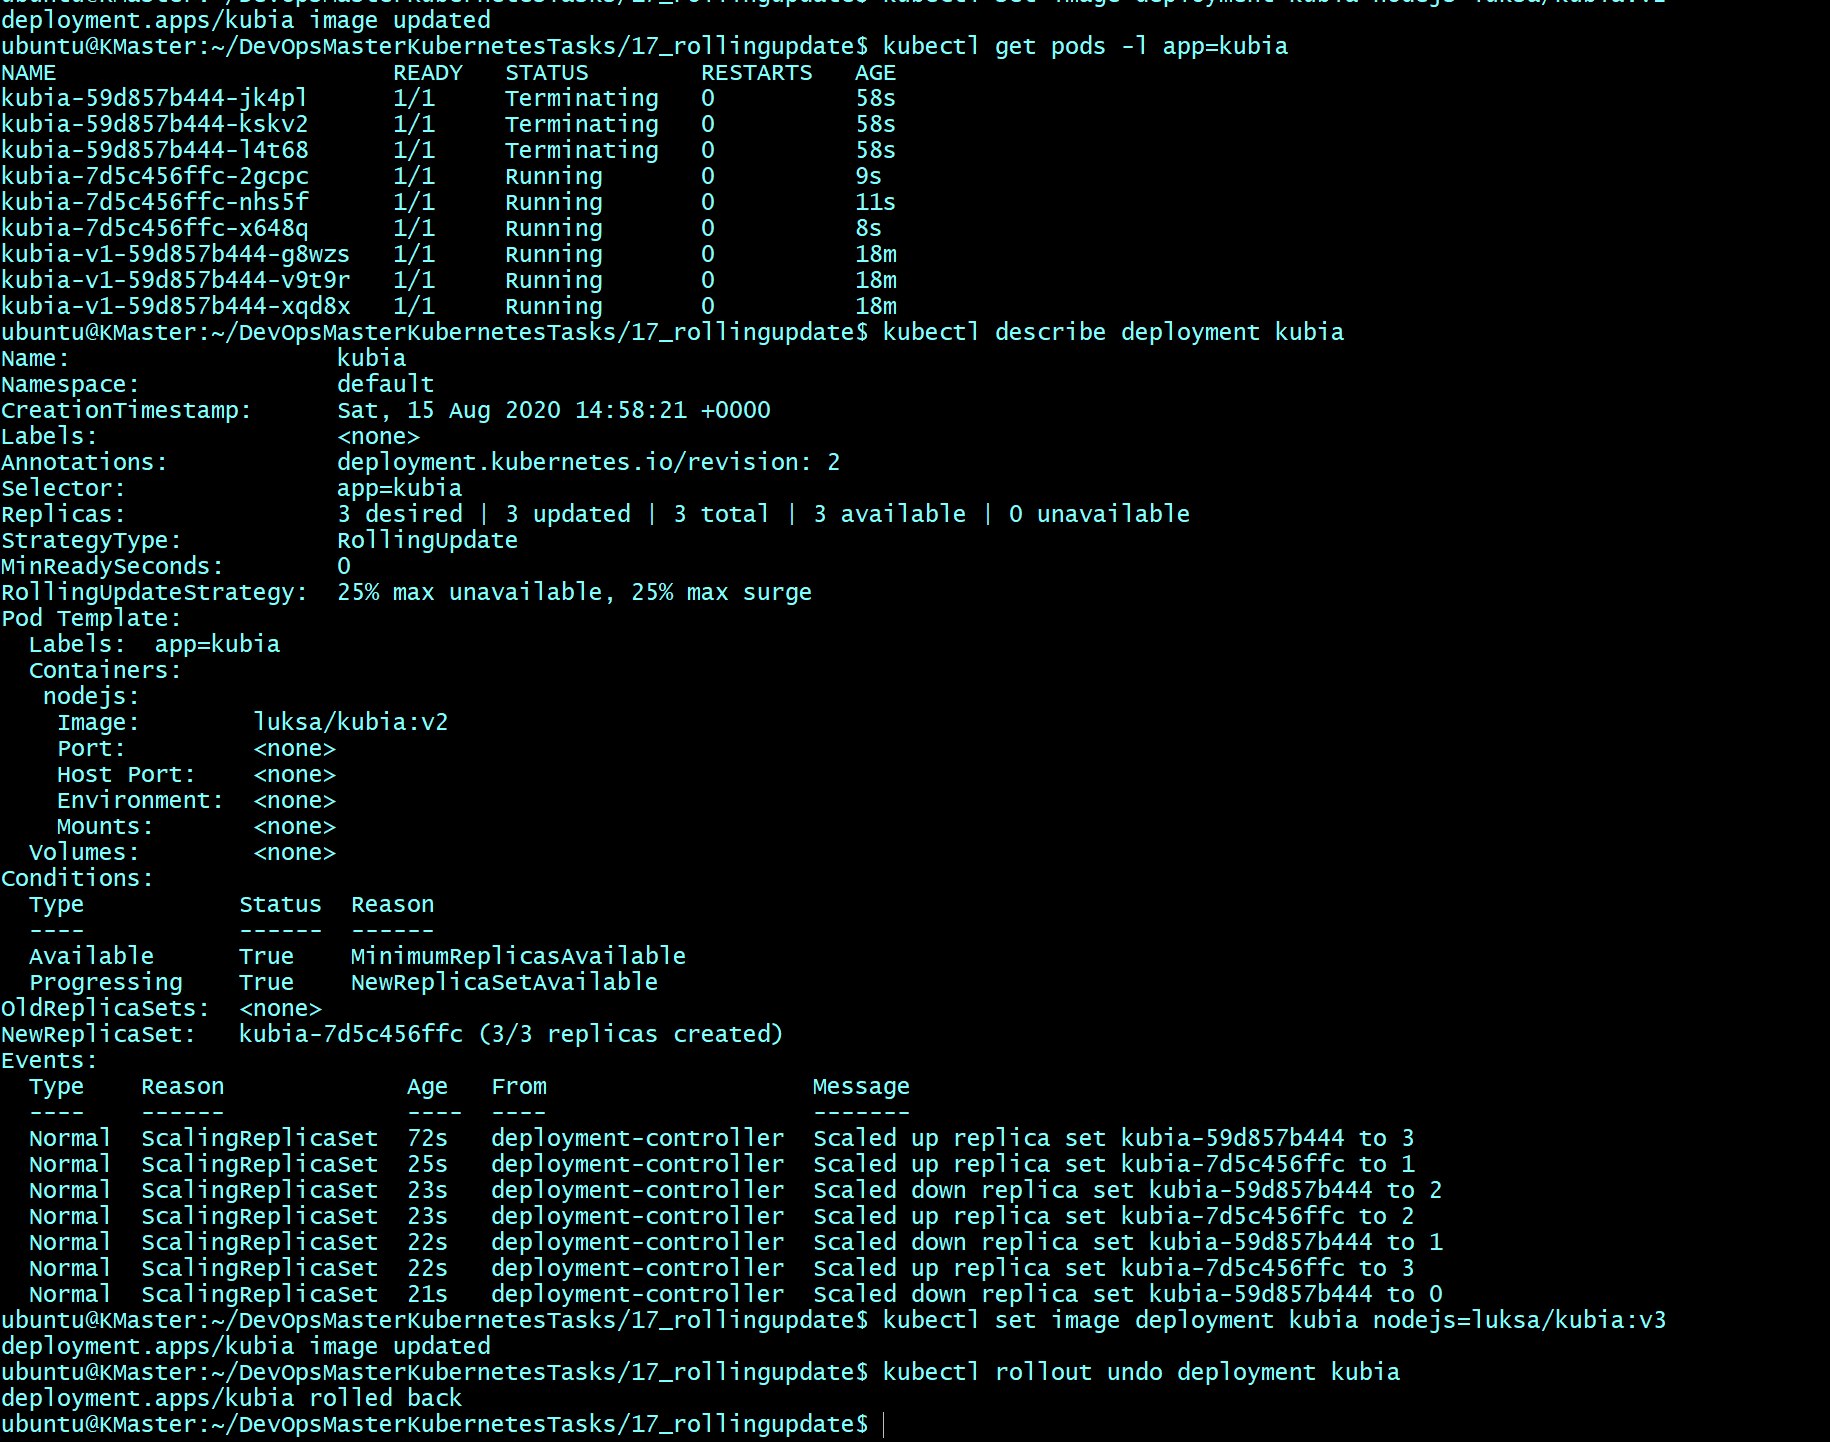 deployment.apps/kubia image updated
ubuntu@KMaster:~/DevOpsMasterKubernetesTasks/17_rollingupdate$ kubectl get pods -l app=kubia
NAME                        READY   STATUS        RESTARTS   AGE
kubia-59d857b444-jk4pl      1/1     Terminating   0          58s
kubia-59d857b444-kskv2      1/1     Terminating   0          58s
kubia-59d857b444-l4t68      1/1     Terminating   0          58s
kubia-7d5c456ffc-2gcpc      1/1     Running       0          9s
kubia-7d5c456ffc-nhs5f      1/1     Running       0          11s
kubia-7d5c456ffc-x648q      1/1     Running       0          8s
kubia-v1-59d857b444-g8wzs   1/1     Running       0          18m
kubia-v1-59d857b444-v9t9r   1/1     Running       0          18m
kubia-v1-59d857b444-xqd8x   1/1     Running       0          18m
ubuntu@KMaster:~/DevOpsMasterKubernetesTasks/17_rollingupdate$ kubectl describe deployment kubia
Name:                   kubia
Namespace:              default
CreationTimestamp:      Sat, 15 Aug 2020 14:58:21 +0000
Labels:                 <none>
Annotations:            deployment.kubernetes.io/revision: 2
Selector:               app=kubia
Replicas:               3 desired | 3 updated | 3 total | 3 available | 0 unavailable
StrategyType:           RollingUpdate
MinReadySeconds:        0
RollingUpdateStrategy:  25% max unavailable, 25% max surge
Pod Template:
  Labels:  app=kubia
  Containers:
   nodejs:
    Image:        luksa/kubia:v2
    Port:         <none>
    Host Port:    <none>
    Environment:  <none>
    Mounts:       <none>
  Volumes:        <none>
Conditions:
  Type           Status  Reason
  ----           ------  ------
  Available      True    MinimumReplicasAvailable
  Progressing    True    NewReplicaSetAvailable
OldReplicaSets:  <none>
NewReplicaSet:   kubia-7d5c456ffc (3/3 replicas created)
Events:
  Type    Reason             Age   From                   Message
  ----    ------             ----  ----                   -------
  Normal  ScalingReplicaSet  72s   deployment-controller  Scaled up replica set kubia-59d857b444 to 3
  Normal  ScalingReplicaSet  25s   deployment-controller  Scaled up replica set kubia-7d5c456ffc to 1
  Normal  ScalingReplicaSet  23s   deployment-controller  Scaled down replica set kubia-59d857b444 to 2
  Normal  ScalingReplicaSet  23s   deployment-controller  Scaled up replica set kubia-7d5c456ffc to 2
  Normal  ScalingReplicaSet  22s   deployment-controller  Scaled down replica set kubia-59d857b444 to 1
  Normal  ScalingReplicaSet  22s   deployment-controller  Scaled up replica set kubia-7d5c456ffc to 3
  Normal  ScalingReplicaSet  21s   deployment-controller  Scaled down replica set kubia-59d857b444 to 0
ubuntu@KMaster:~/DevOpsMasterKubernetesTasks/17_rollingupdate$ kubectl set image deployment kubia nodejs=luksa/kubia:v3
deployment.apps/kubia image updated
ubuntu@KMaster:~/DevOpsMasterKubernetesTasks/17_rollingupdate$ kubectl rollout undo deployment kubia
deployment.apps/kubia rolled back
ubuntu@KMaster:~/DevOpsMasterKubernetesTasks/17_rollingupdate$